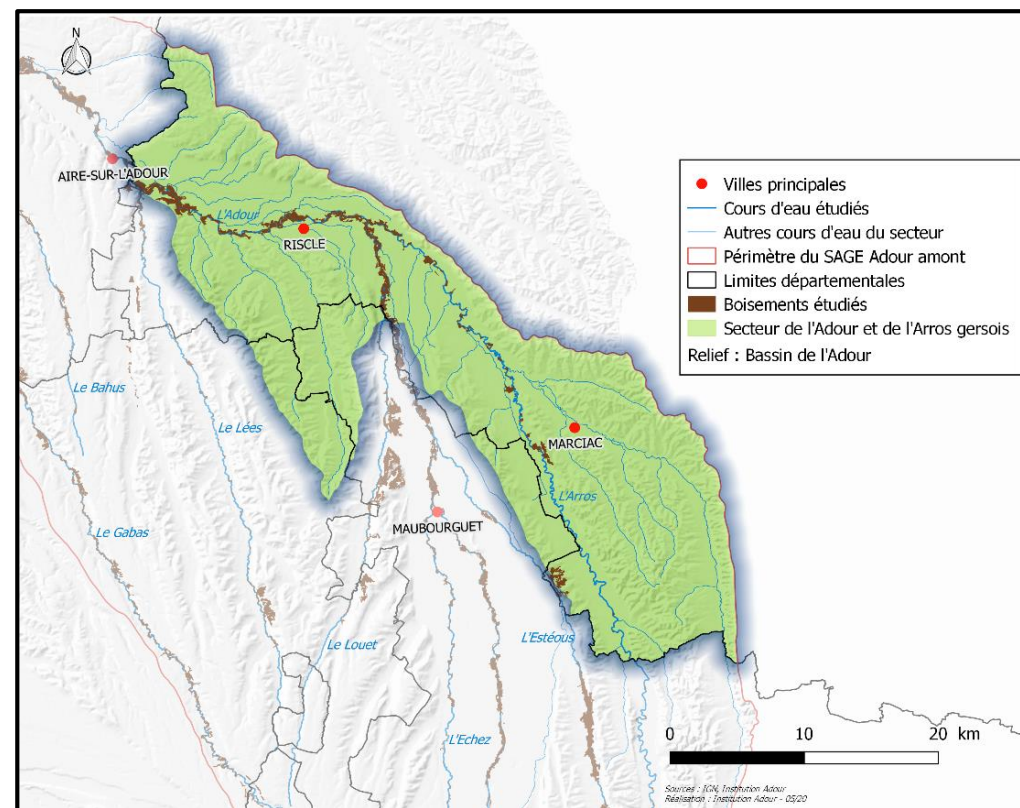 N
AIRE-SUR-L'ADOUR
L'Adour
RISCLE
Villes principales
Cours d'eau étudiés
Autres cours d'eau du secteur
Périmètre du SAGE Adour amont
Limites départementales
Boisements étudiés
Secteur de l'Adour et de l'Arros gersois
Relief : Bassin de l'Adour
Le Bahus
Le Lées
MARCIAC
L'Arros
MAUBOURGUET
Le Gabas
Le Louet
L'Estéous
L'Echez
0 10 20 km
Sources : IGN, Institution Adour
Réalisation : Institution Adour - 05/20